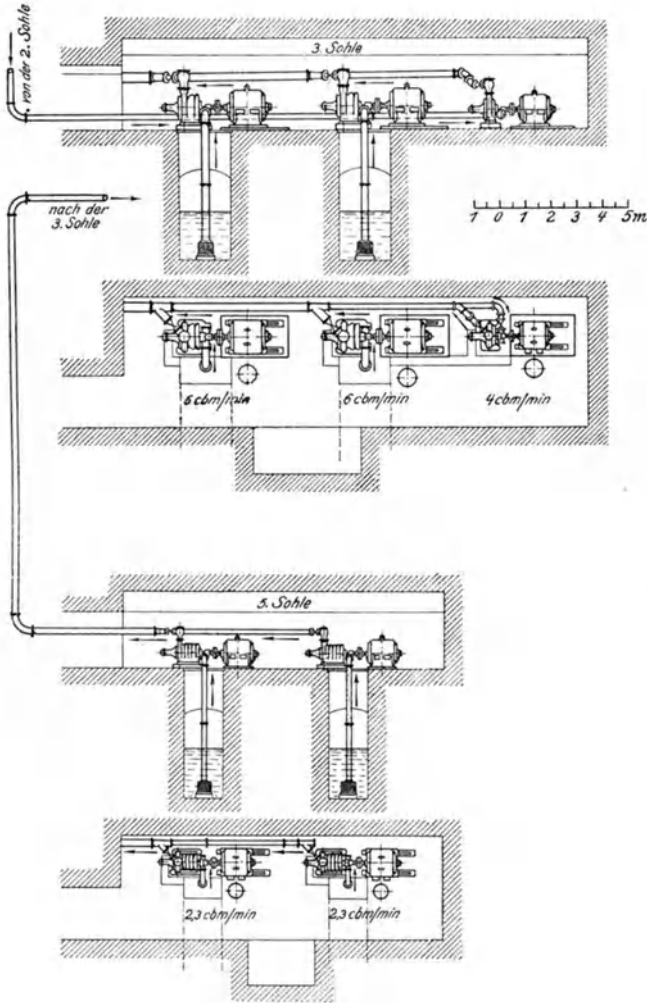 von der 2. Sohle
3. Sohle
nach der
3. Sohle
1 0 1 2 3 4 5m
6 cbm/min
6 cbm/min
4 cbm/min
5. Sohle
2,3 cbm/min
2,3 cbm/min